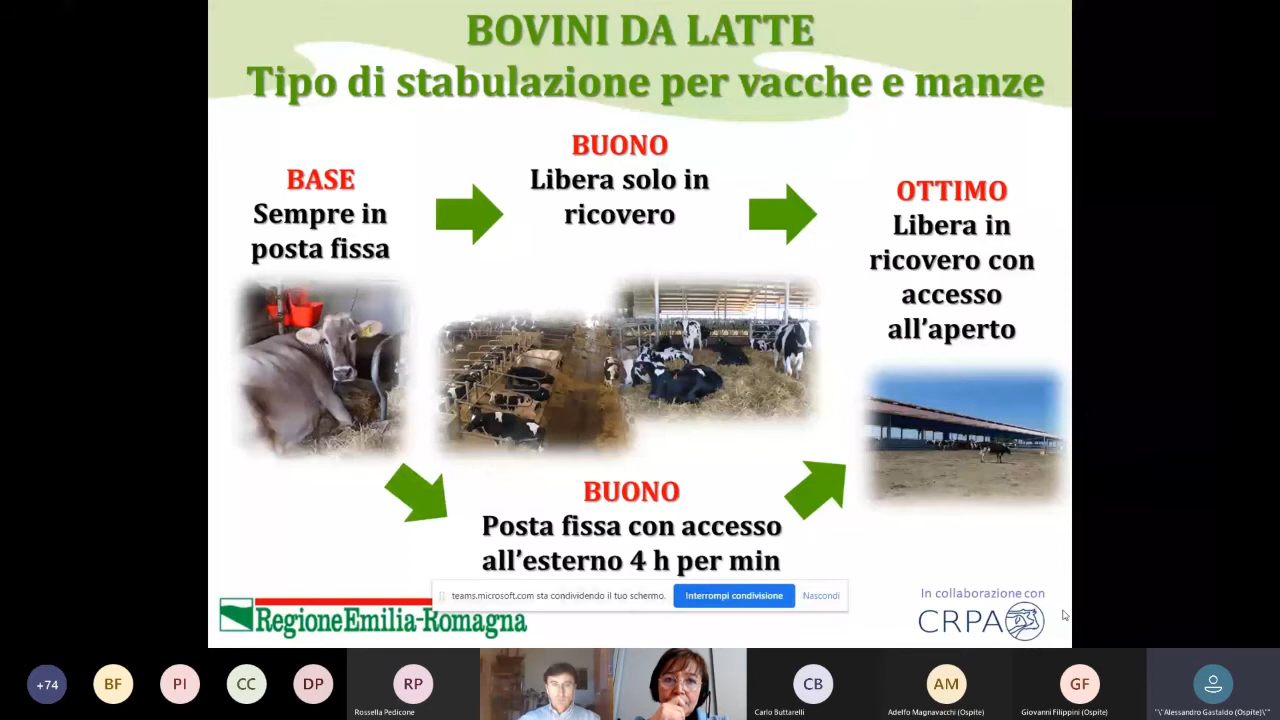 BOVINI DA LATTE
Tipo di stabulazione per vacche e manze
BASE
Sempre in
posta fissa
BUONO
Libera solo in
ricovero
OTTIMO
Libera in
ricovero con
accesso
all'aperto
BUONO
Posta fissa con accesso
all'esterno 4 h per min
teams.microsoft.com sta condividendo il tuo schermo.
Interrompi condivisione
Nascondi
RegioneEmilia-Romagna
In collaborazione con
CRPA
+74
BF
PI
CC
DP
RP
Rossella Pedicone
CB
Carlo Buttarelli
AM
Adelfo Magnavacchi (Ospite)
GF
Giovanni Filippini (Ospite)
"\"Alessandro Gastaldo (Ospite)\""